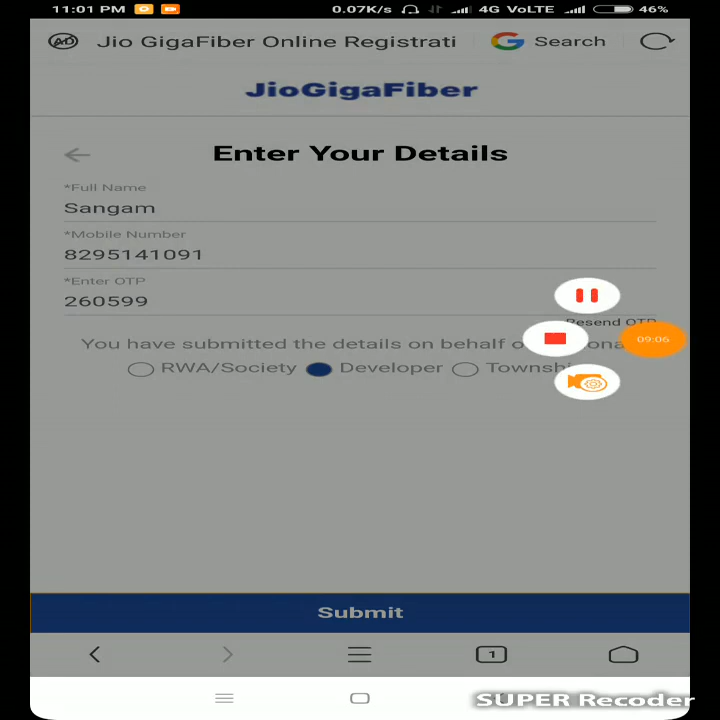 11:01 PM 0.07K/s 4G VoLTE 46%
Jio GigaFiber Online Registrati G Search
JioGigaFiber
Enter Your Details
*Full Name
Sangam
*Mobile Number
8295141091
*Enter OTP
260599
Resend OTP
You have submitted the details on behalf
09:06
RWA/Society Developer Townshi
Submit
1
SUPER Recoder